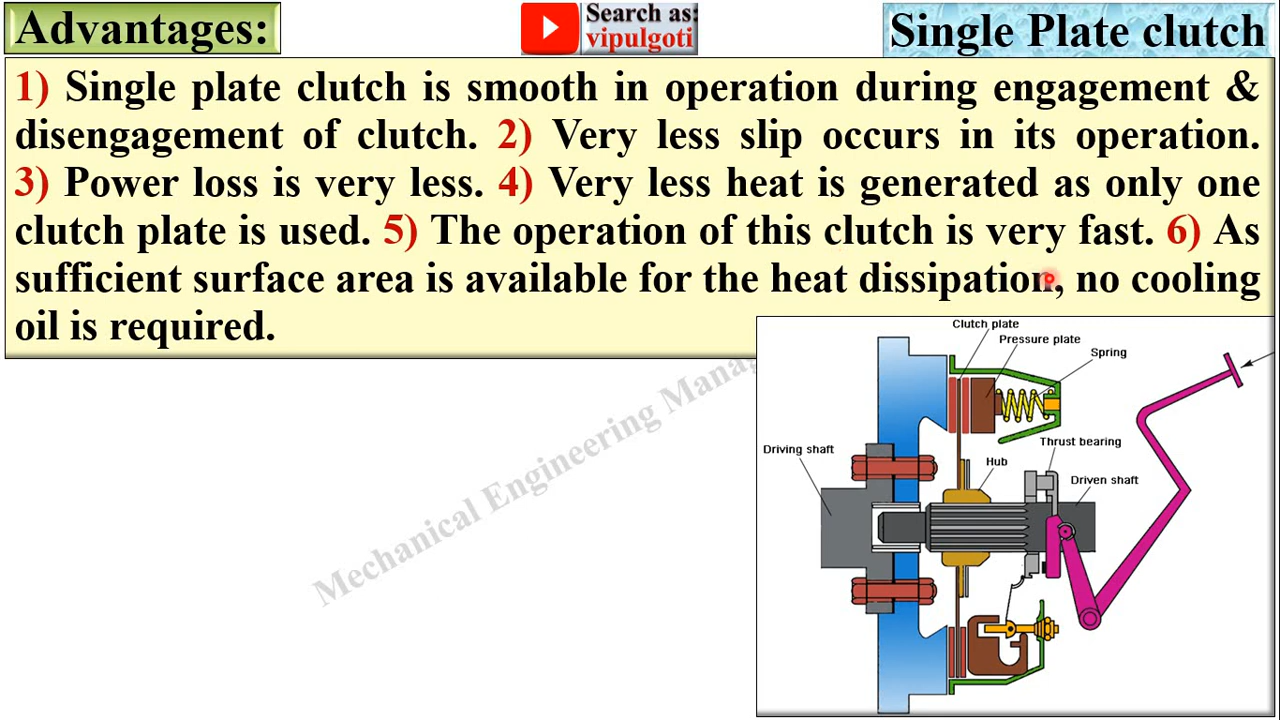 Advantages:
Search as:
vipulgoti
Single Plate clutch
1) Single plate clutch is smooth in operation during engagement &
disengagement of clutch. 2) Very less slip occurs in its operation.
3) Power loss is very less. 4) Very less heat is generated as only one
clutch plate is used. 5) The operation of this clutch is very fast. 6) As
sufficient surface area is available for the heat dissipation, no cooling
oil is required.
Clutch plate
Pressure plate
Spring
Driving shaft
Thrust bearing
Hub
Driven shaft
Mechanical Engineering